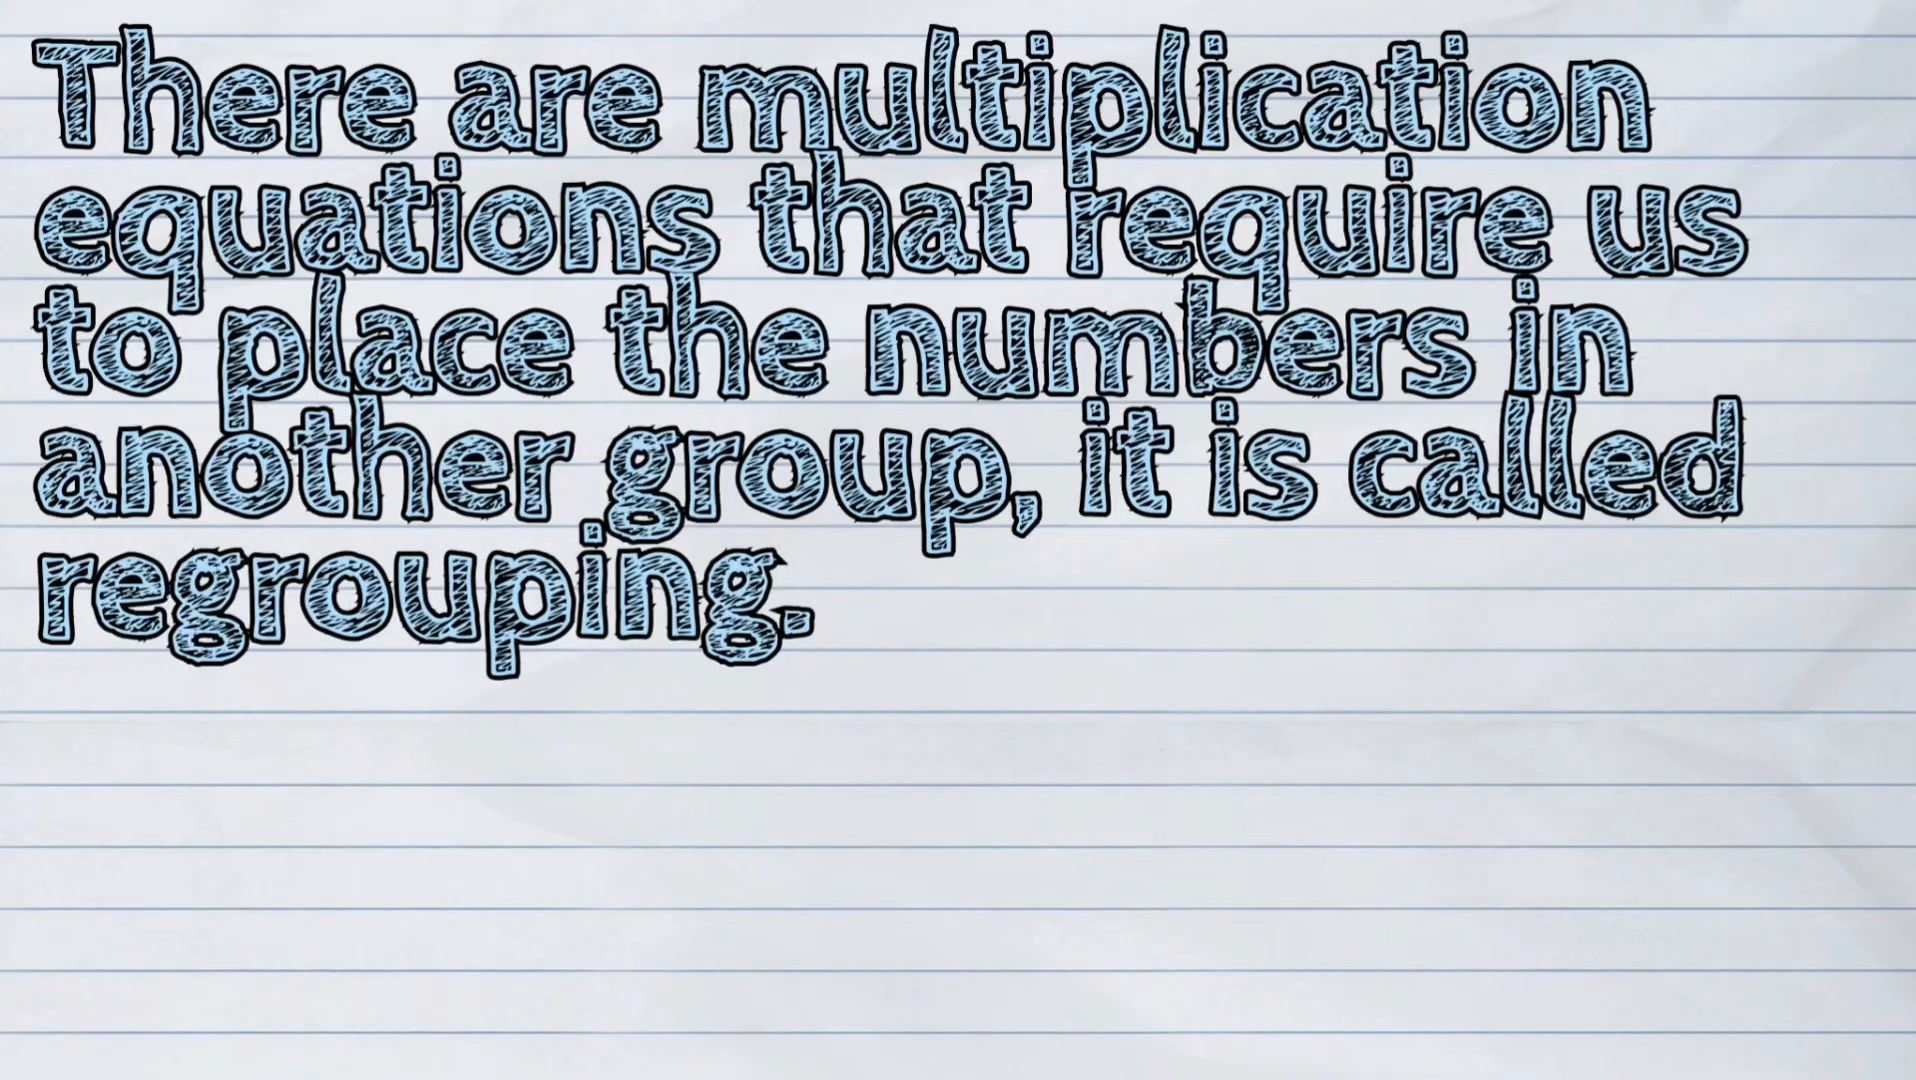 There are multiplication
equations that require us
to place the numbers in
another group, it is called
regrouping.